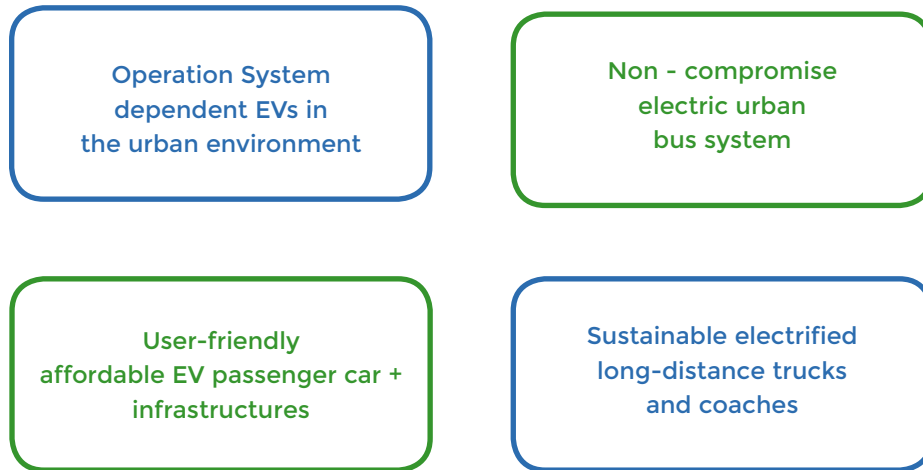 Operation System
dependent EVs in
the urban environment
Non - compromise
electric urban
bus system
User-friendly
affordable EV passenger car +
infrastructures
Sustainable electrified
long-distance trucks
and coaches